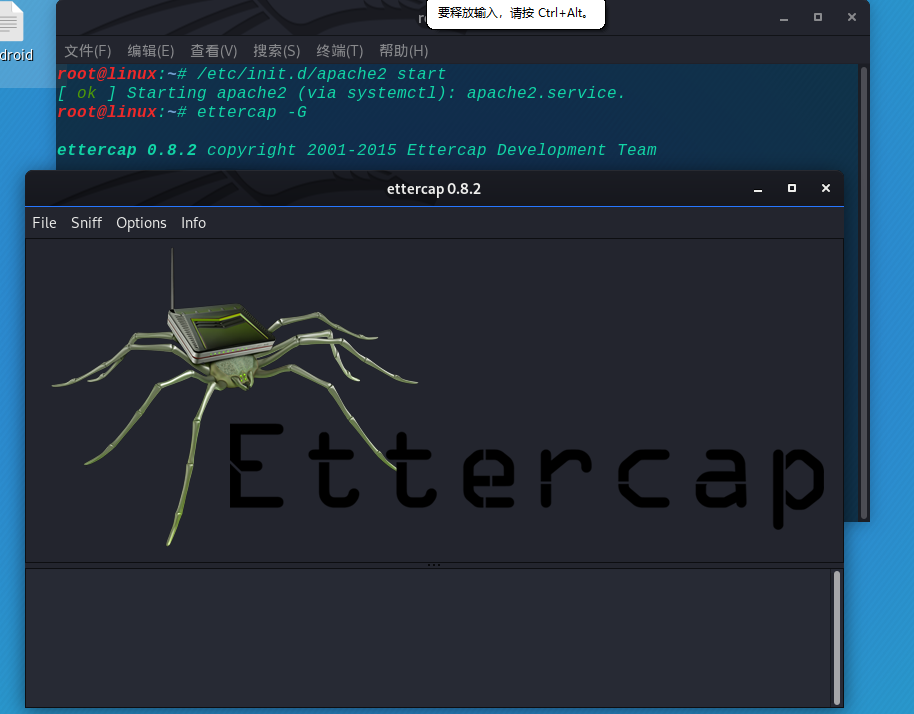 要释放输入，请按 Ctrl+Alt。
droid
文件(F) 编辑(E) 查看(V) 搜索(S) 终端(T) 帮助(H)
root@linux:~# /etc/init.d/apache2 start
[ ok ] Starting apache2 (via systemctl): apache2.service.
root@linux:~# ettercap -G
ettercap 0.8.2 copyright 2001-2015 Ettercap Development Team
ettercap 0.8.2
File Sniff Options Info
Ettercap